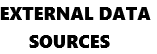 EXTERNAL DATA
SOURCES